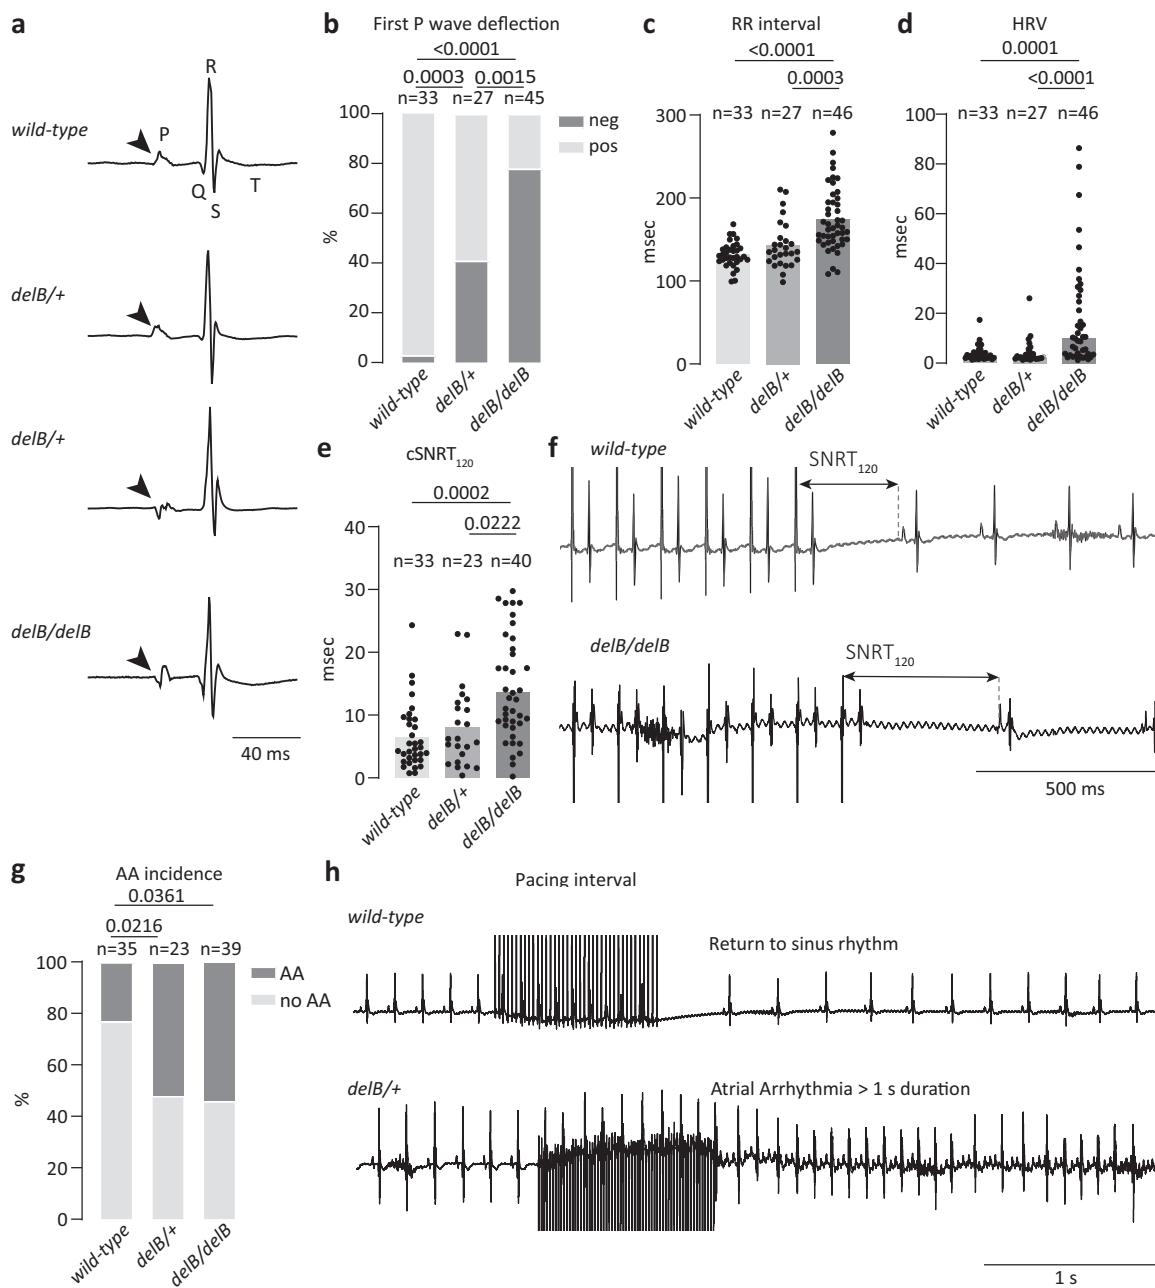 a
wild-type
P
R
Q
S
T
delB/+
delB/+
delB/delB
40 ms
b
First P wave deflection
<0.0001
0.0003 0.0015
n=33 n=27 n=45
neg
pos
%
100
80
60
40
20
0
wild-type
delB/+
delB/delB
c
RR interval
<0.0001
0.0003
n=33 n=27 n=46
msec
300
200
100
0
wild-type
delB/+
delB/delB
d
HRV
0.0001
<0.0001
n=33 n=27 n=46
msec
100
80
60
40
20
0
wild-type
delB/+
delB/delB
e
cSNRT120
0.0002
0.0222
n=33 n=23 n=40
msec
40
30
20
10
0
wild-type
delB/+
delB/delB
f
wild-type
SNRT120
delB/delB
SNRT120
500 ms
g
AA incidence
0.0361
0.0216
n=35 n=23 n=39
AA
no AA
%
100
80
60
40
20
0
wild-type
delB/+
delB/delB
h
Pacing interval
wild-type
Return to sinus rhythm
delB/+
Atrial Arrhythmia > 1 s duration
1 s